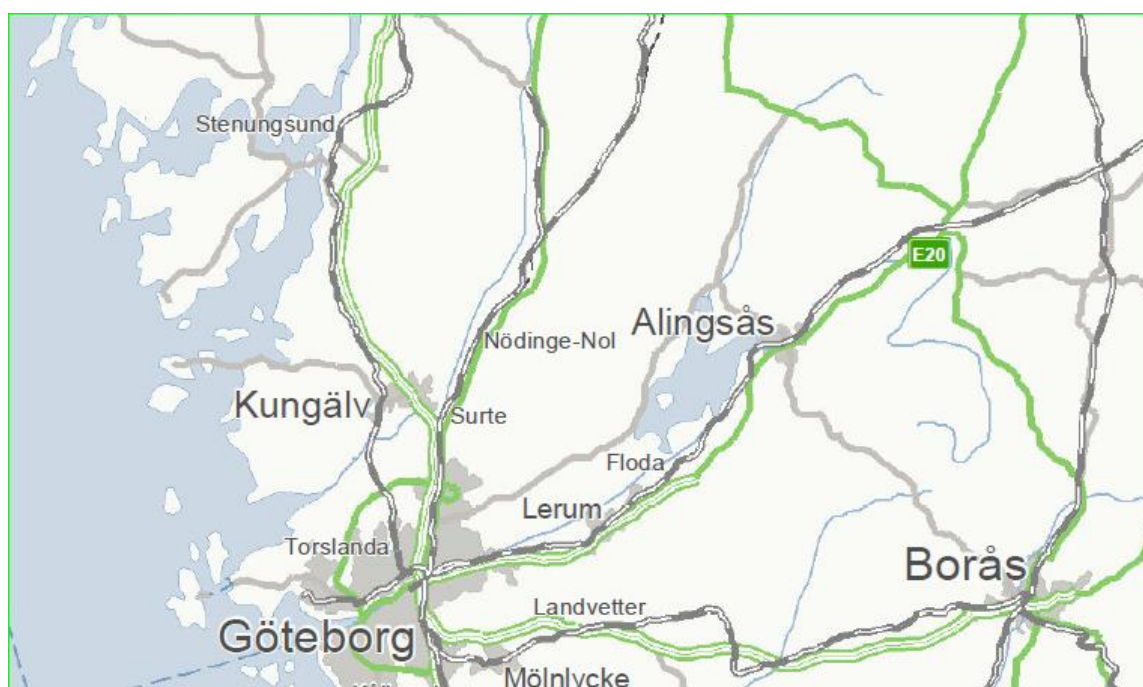 Stenungsund
E20
Alingsås
Nödinge-Nol
Kungälv
Surte
Floda
Lerum
Torslanda
Borås
Landvetter
Göteborg
Mölnlycke